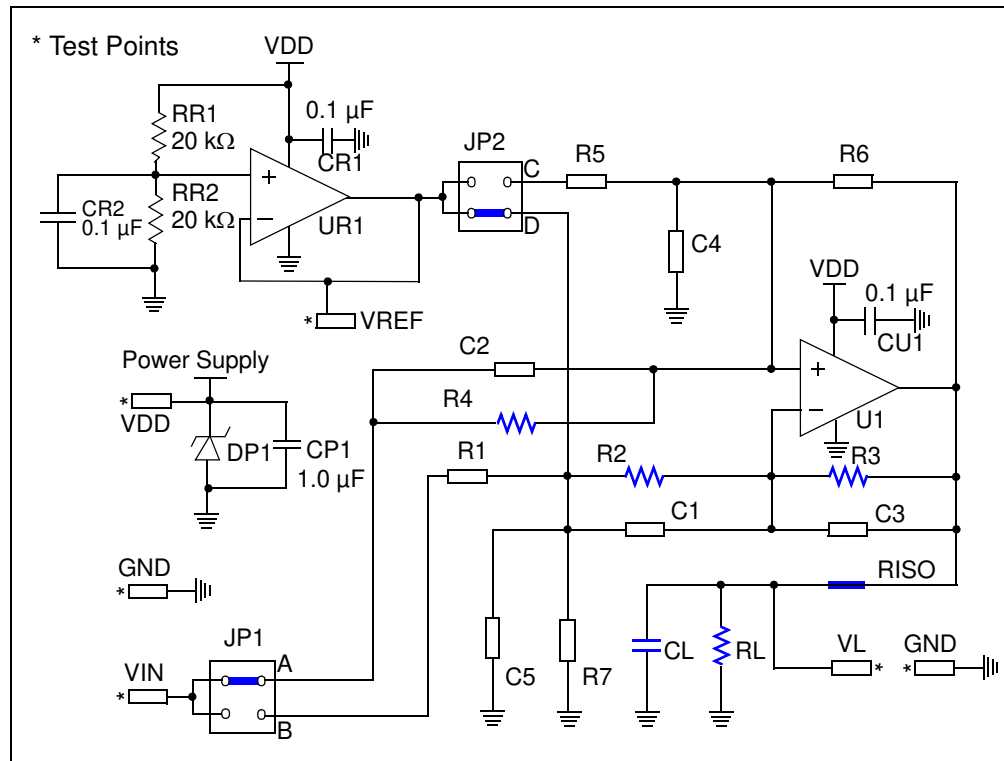 * Test Points
VDD
RR1
20 kΩ
0.1 µF
CR1
RR2
20 kΩ
CR2
0.1 µF
+
−
UR1
* VREF
JP2
C
D
R5
R6
C4
VDD
0.1 µF
CU1
C2
+
−
U1
R4
Power Supply
* VDD
DP1
CP1
1.0 µF
R1
R2
R3
C1
C3
GND
*
RISO
JP1
A
B
VIN
*
C5
R7
CL
RL
VL
*
GND
*